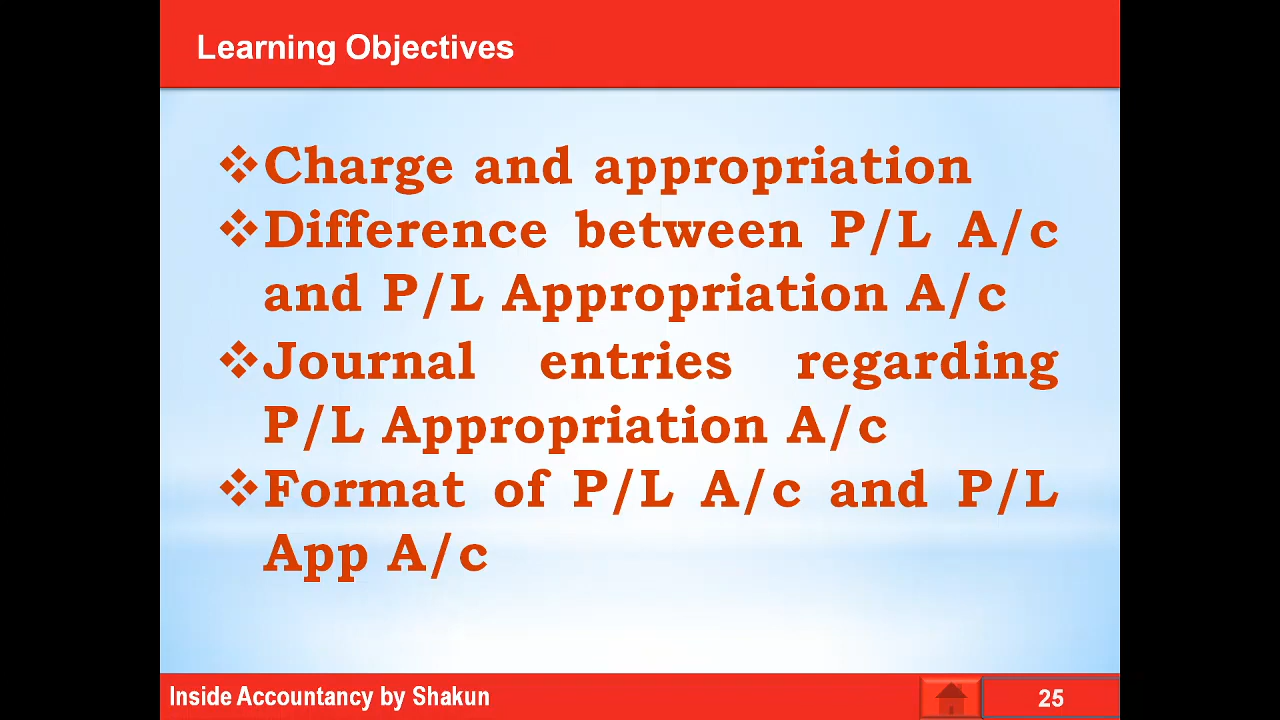 Learning Objectives
❖Charge and appropriation
❖Difference between P/L A/c
and P/L Appropriation A/c
❖Journal entries regarding
P/L Appropriation A/c
❖Format of P/L A/c and P/L
App A/c
Inside Accountancy by Shakun
25